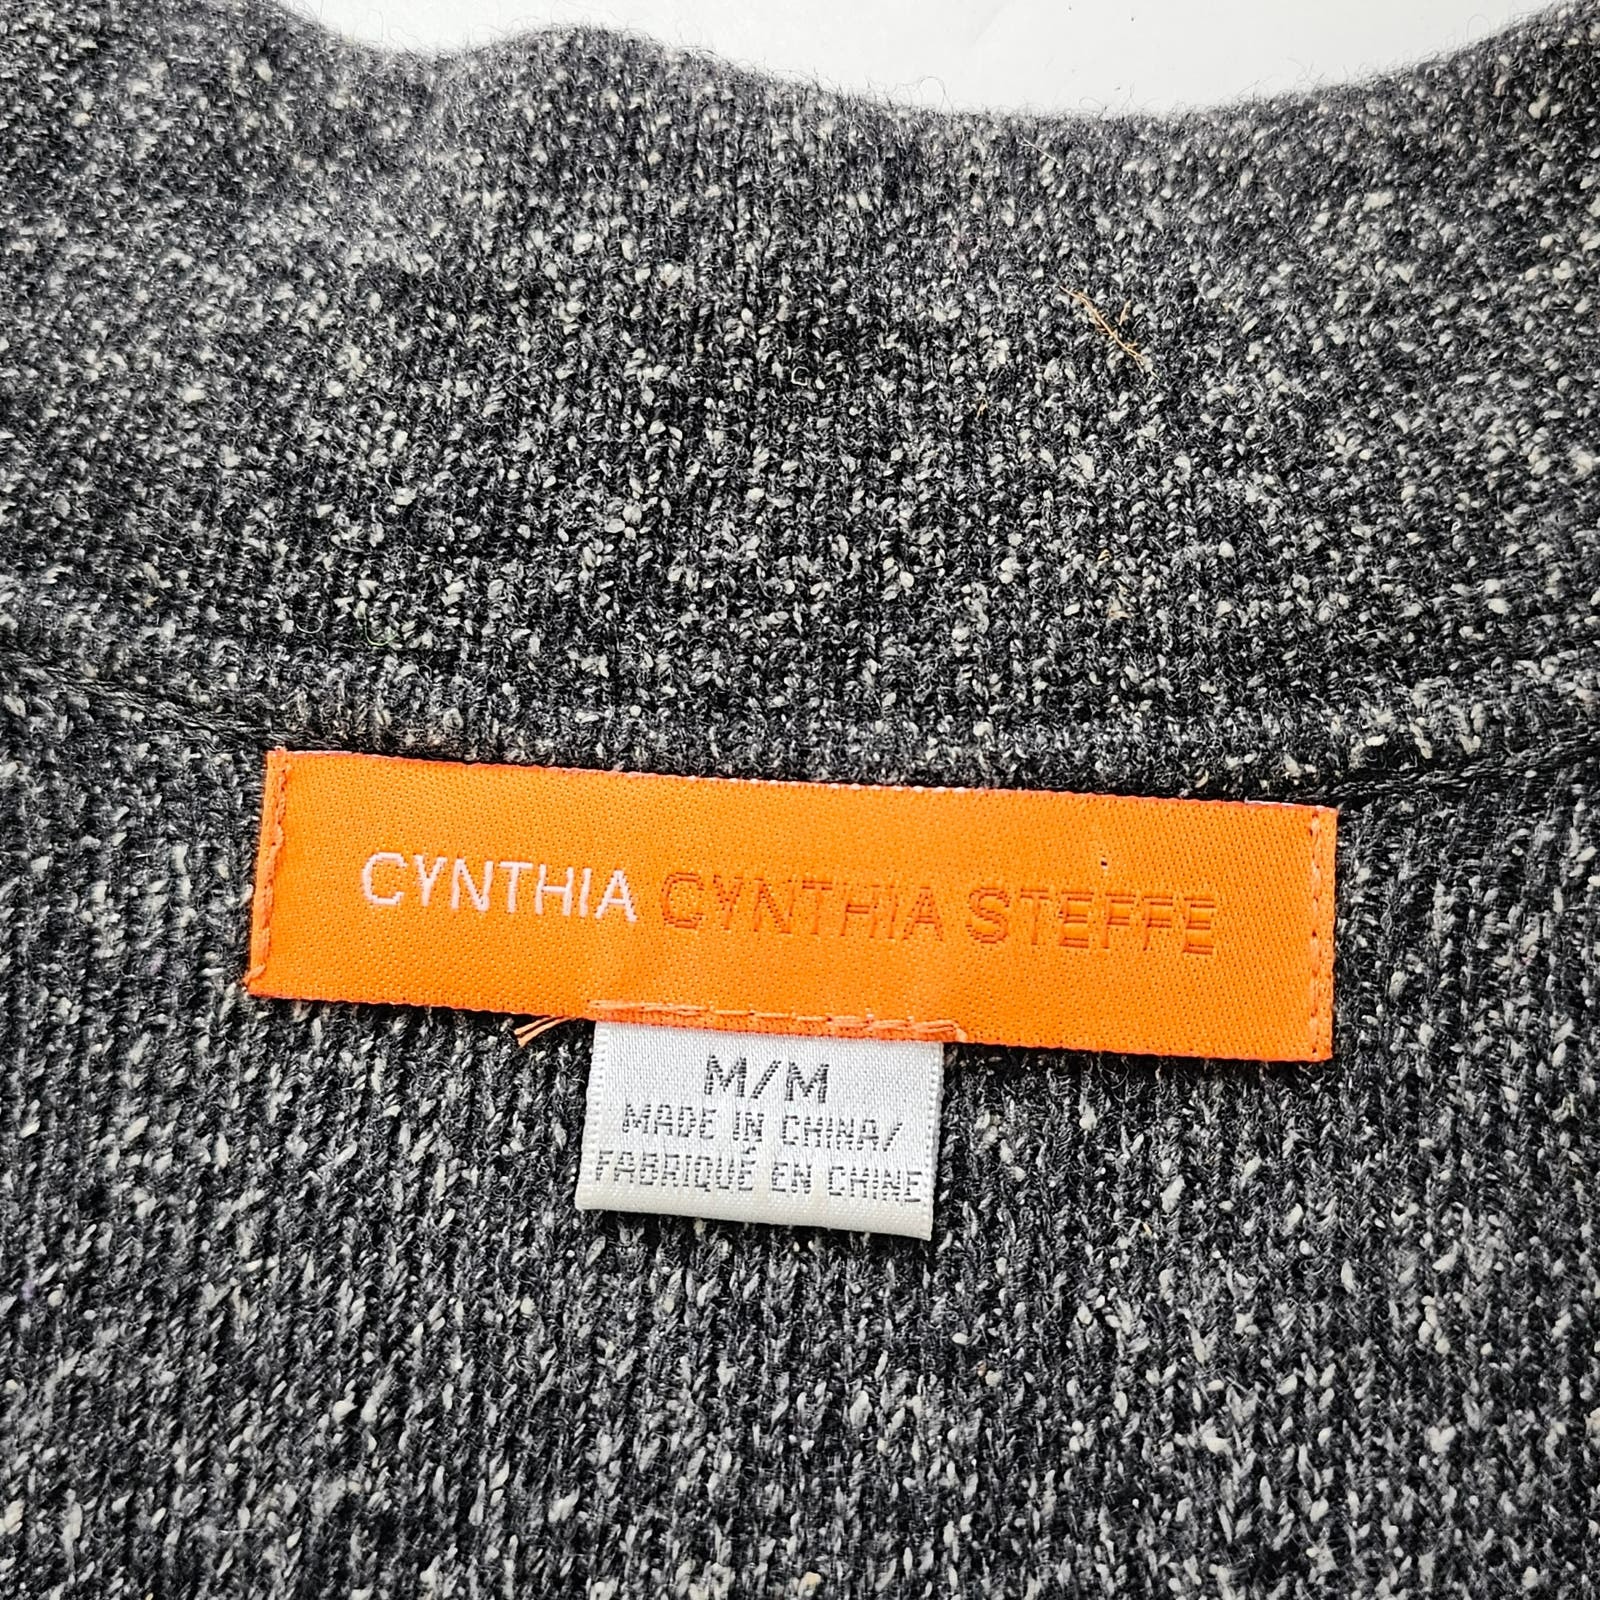 CYNTHIA CYNTHIA STEFFE
M/M
MADE IN CHINA/
FABRIQUÉ EN CHINE